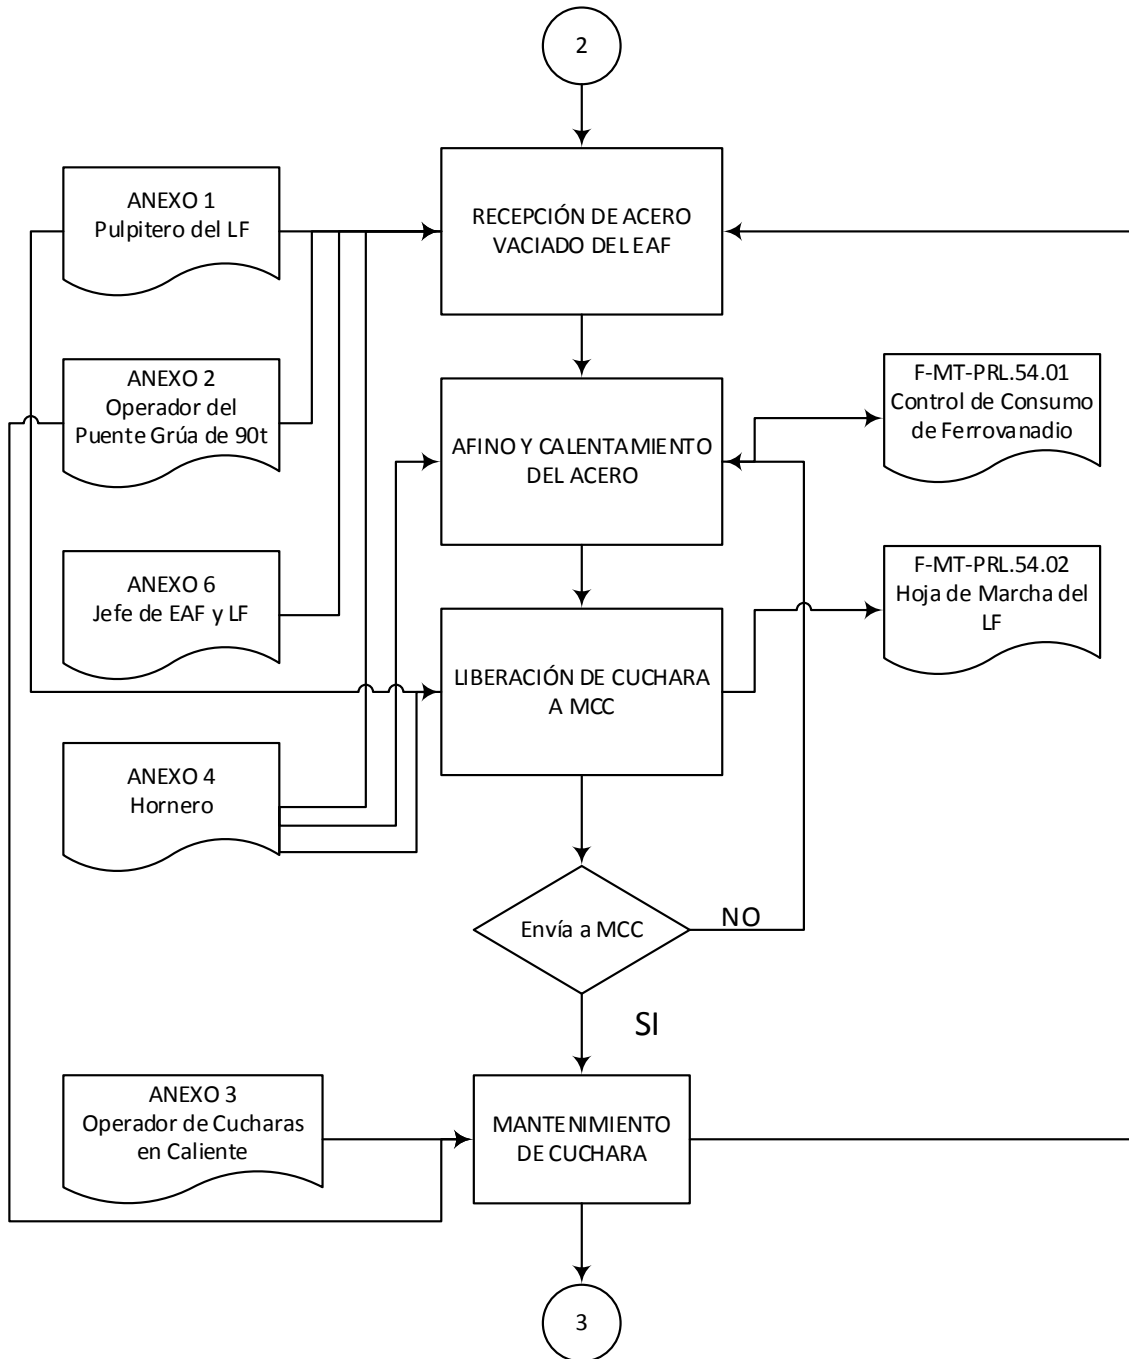 2
ANEXO 1
Pulpitero del LF
RECEPCIÓN DE ACERO
VACIADO DEL EAF
ANEXO 2
Operador del
Puente Grúa de 90t
AFINO Y CALENTAMIENTO
DEL ACERO
F-MT-PRL.54.01
Control de Consumo
de Ferrovanadio
ANEXO 6
Jefe de EAF y LF
LIBERACIÓN DE CUCHARA
A MCC
F-MT-PRL.54.02
Hoja de Marcha del
LF
ANEXO 4
Hornero
Envía a MCC
NO
SI
ANEXO 3
Operador de Cucharas
en Caliente
MANTENIMIENTO
DE CUCHARA
3